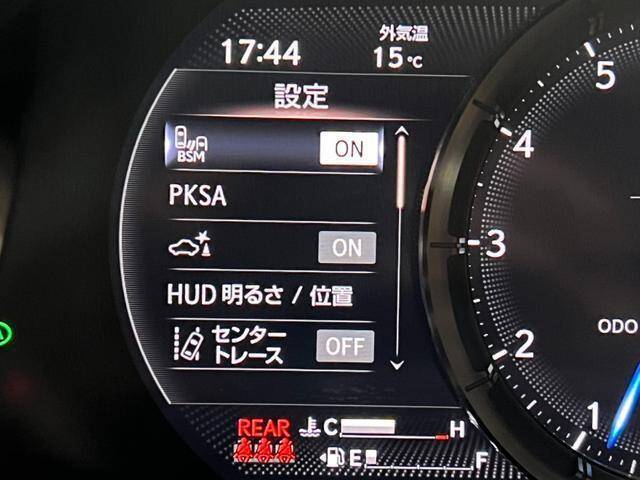 17:44
外気温
15℃
設定
BSM ON
PKSA
ON
HUD 明るさ / 位置
センター
トレース OFF
REAR
C H
E F
5
4
3
2
1
ODO